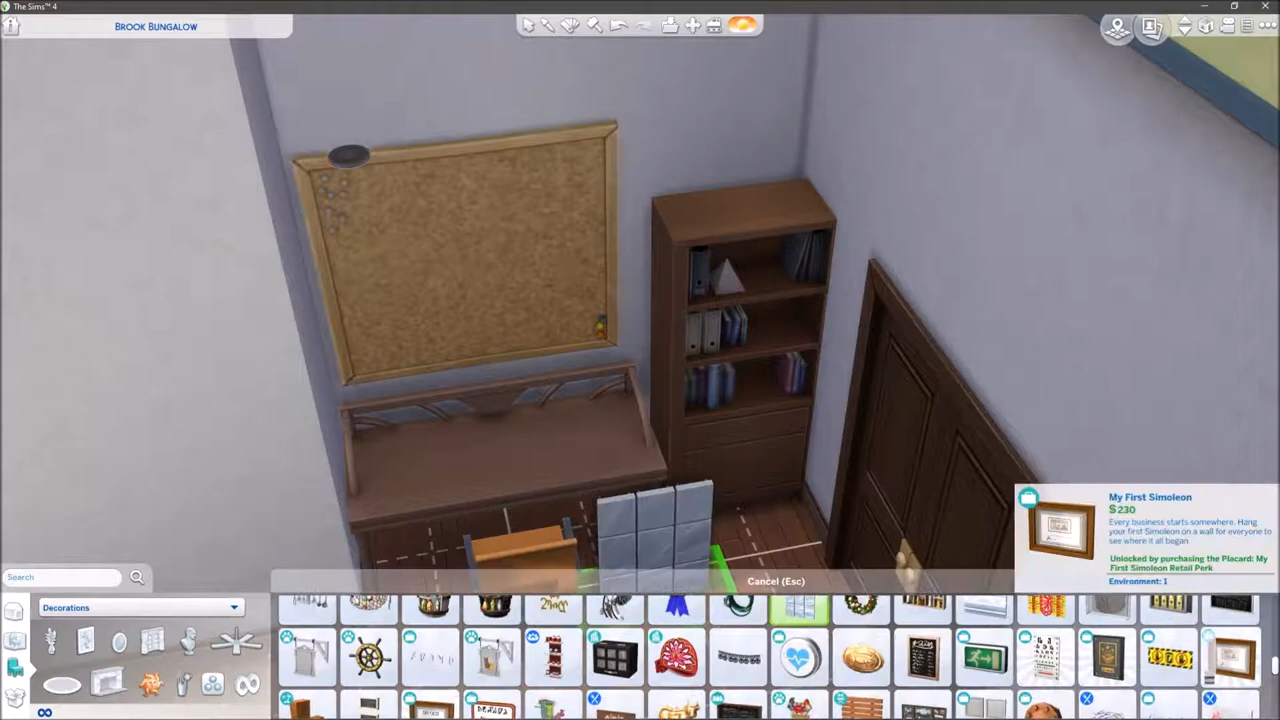 The Sims™ 4
BROOK BUNGALOW
My First Simoleon
§230
Every business starts somewhere. Hang
your first Simoleon on a wall for everyone to
see where it all began
Unlocked by purchasing the Placard: My
First Simoleon Retail Perk
Environment: 1
Cancel (Esc)
Search
Decorations